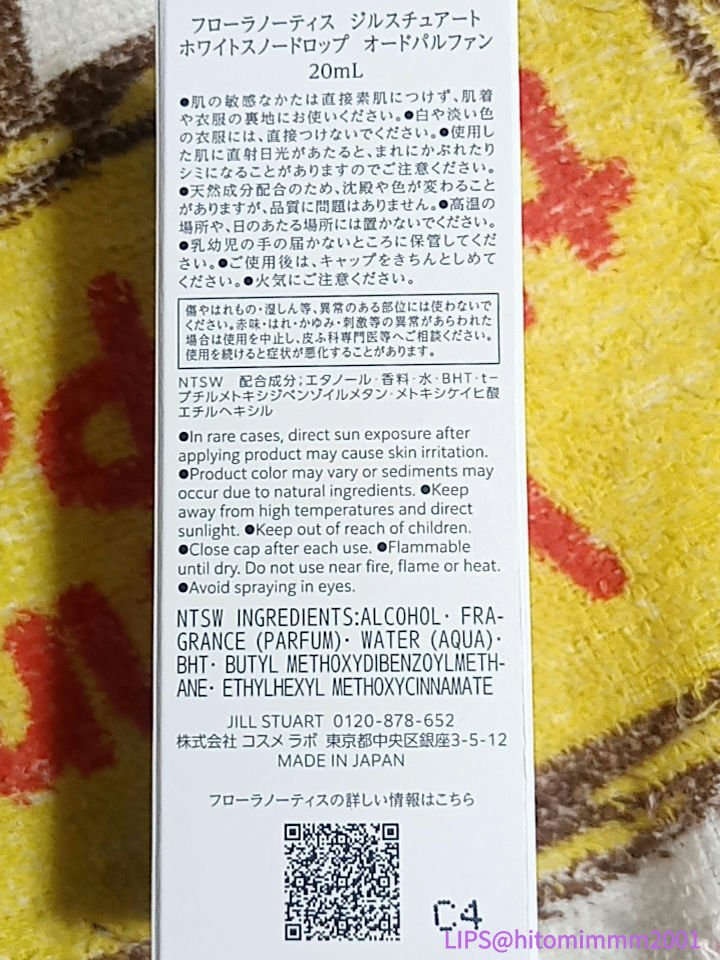 フローラノーティス ジルスチュアート
ホワイトスノードロップ オードパルファン
20mL
●肌の敏感なかたは直接素肌につけず、肌着
や衣服の裏地にお使いください。●白や淡い色
の衣服には、直接つけないでください。●使用し
た肌に直射日光があたると、まれにかぶれたり
シミになることがありますのでご注意ください。
●天然成分配合のため、沈殿や色が変わること
がありますが、品質に問題はありません。●高温の
場所や、日のあたる場所には置かないでください。
●乳幼児の手の届かないところに保管してくだ
さい。●ご使用後は、キャップをきちんとしめて
ください。●火気にご注意ください。
傷やはれもの・湿しん等、異常のある部位には使わないで
ください。赤味・はれ・かゆみ・刺激等の異常があらわれた
場合は使用を中止し、皮ふ科専門医等へご相談ください。
使用を続けると症状が悪化することがあります。
NTSW 配合成分;エタノール・香料・水・BHT・t-
ブチルメトキシジベンゾイルメタン・メトキシケイヒ酸
エチルヘキシル
●In rare cases, direct sun exposure after
applying product may cause skin irritation.
●Product color may vary or sediments may
occur due to natural ingredients. ●Keep
away from high temperatures and direct
sunlight. ●Keep out of reach of children.
●Close cap after each use. ●Flammable
until dry. Do not use near fire, flame or heat.
●Avoid spraying in eyes.
NTSW INGREDIENTS:ALCOHOL・ FRA-
GRANCE (PARFUM)・ WATER (AQUA)・
BHT・ BUTYL METHOXYDIBENZOYLMETH-
ANE・ ETHYLHEXYL METHOXYCINNAMATE
JILL STUART 0120-878-652
株式会社 コスメ ラボ 東京都中央区銀座3-5-12
MADE IN JAPAN
フローラノーティスの詳しい情報はこちら
C4
LIPS@hitomimmm2001